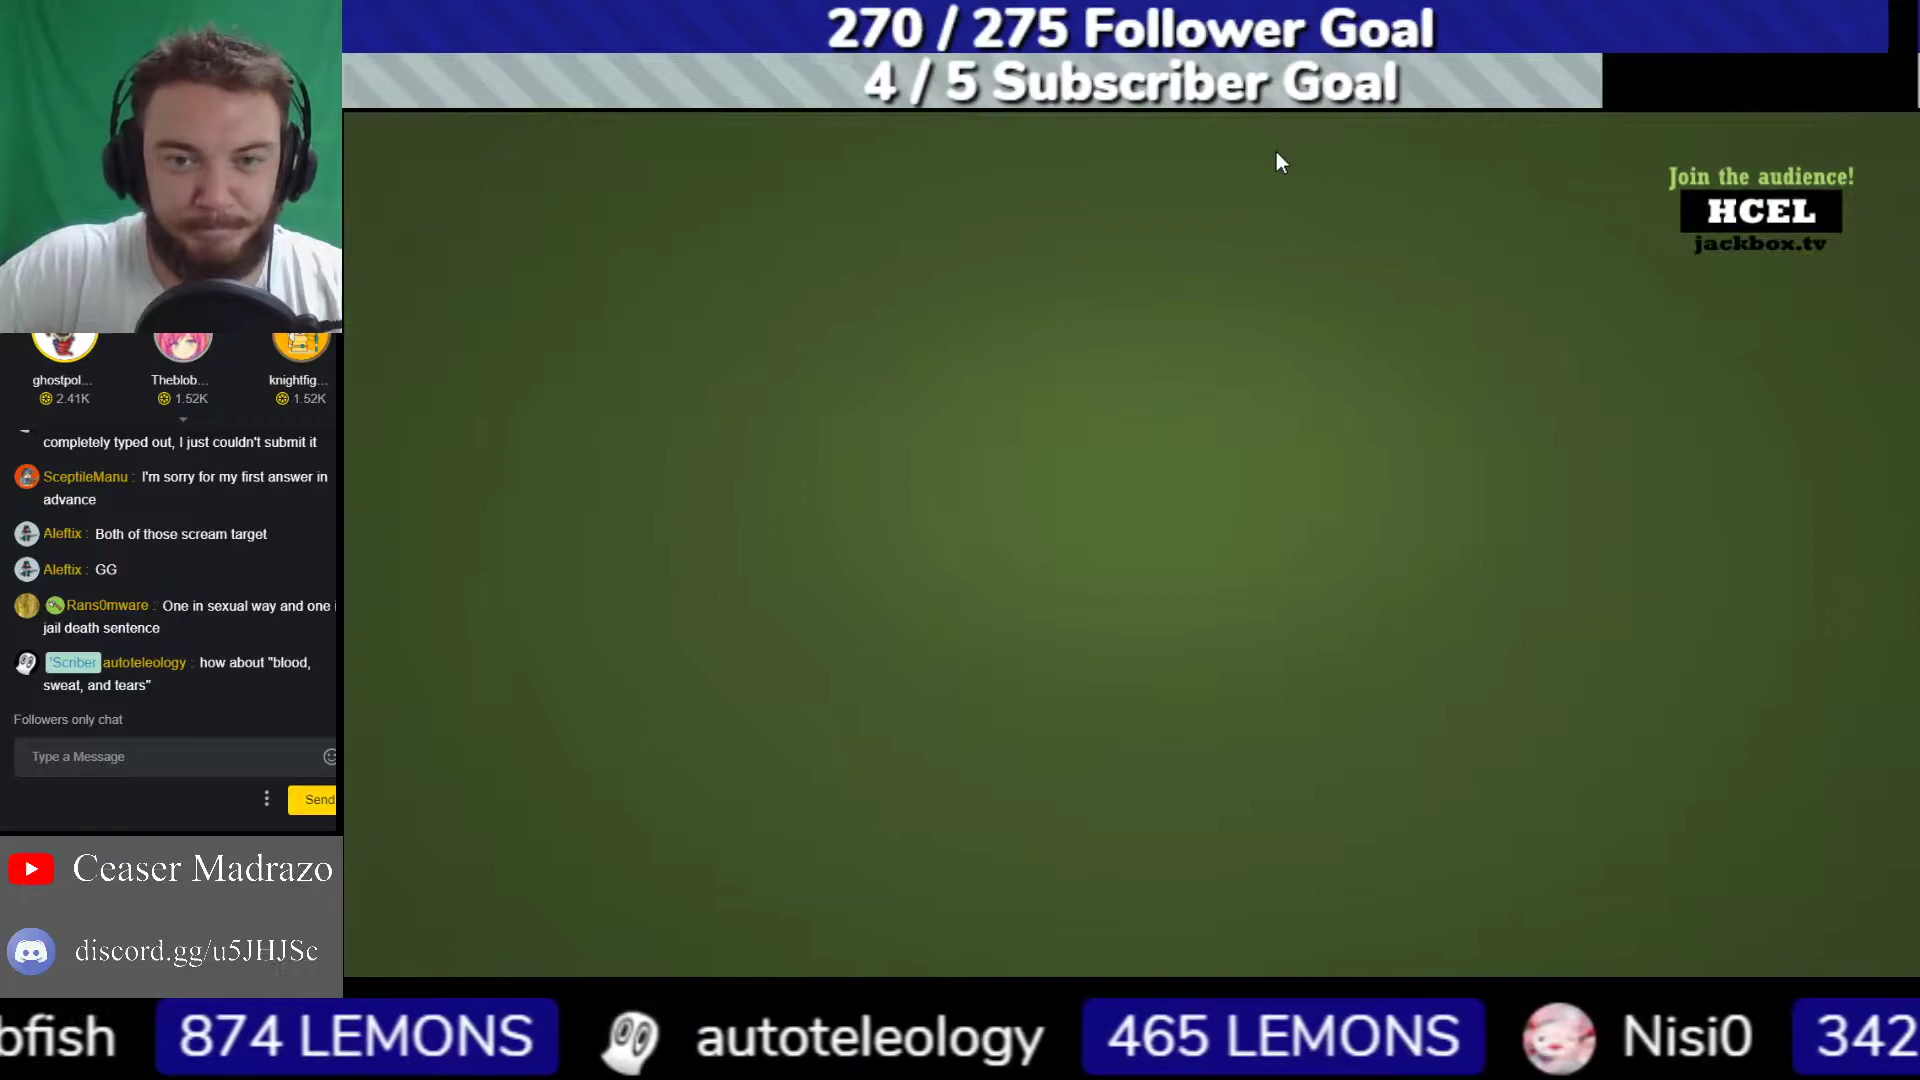 270 / 275 Follower Goal
4 / 5 Subscriber Goal
Join the audience!
HCEL
jackbox.tv
ghostpol... Theblob... knightfig...
2.41K 1.52K 1.52K
completely typed out, I just couldn't submit it
SceptileManu : I'm sorry for my first answer in
advance
Aleftix : Both of those scream target
Aleftix : GG
Rans0mware : One in sexual way and one i
jail death sentence
'Scriber autoteleology : how about "blood,
sweat, and tears"
Followers only chat
Type a Message
Send
Ceaser Madrazo
discord.gg/u5JHJSc
bfish 874 LEMONS autoteleology 465 LEMONS Nisi0 342